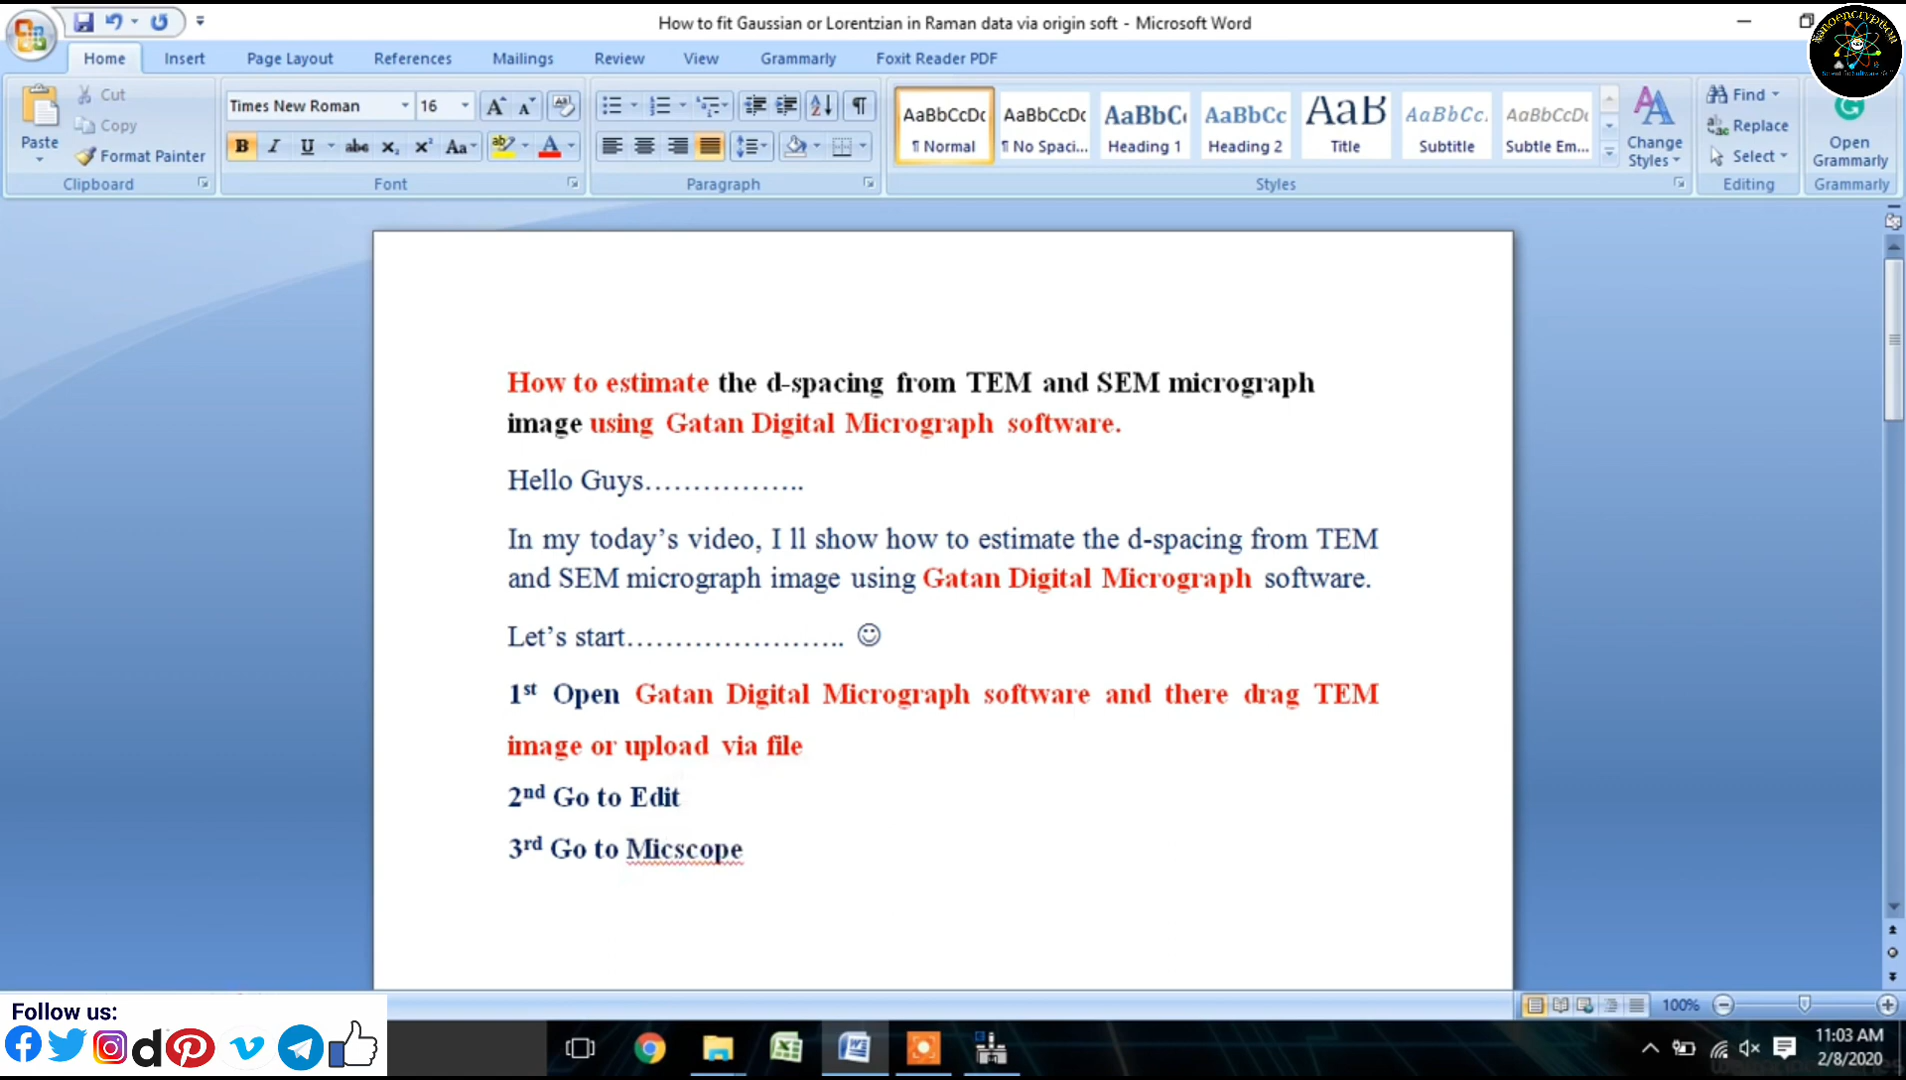 How to fit Gaussian or Lorentzian in Raman data via origin soft - Microsoft Word
Home Insert Page Layout References Mailings Review View Grammarly Foxit Reader PDF
Paste
Cut
Copy
Format Painter
Clipboard
Times New Roman 16
Font
Paragraph
AaBbCcDc AaBbCcDc AaBbC AaBbCc AaB AaBbCc. AaBbCcDc
¶ Normal ¶ No Spaci... Heading 1 Heading 2 Title Subtitle Subtle Em...
Change Styles
Styles
Find
Replace
Select
Editing
Open Grammarly
Grammarly
How to estimate the d-spacing from TEM and SEM micrograph
image using Gatan Digital Micrograph software.
Hello Guys……………..
In my today’s video, I ll show how to estimate the d-spacing from TEM
and SEM micrograph image using Gatan Digital Micrograph software.
Let’s start………………….. ☺
1st Open Gatan Digital Micrograph software and there drag TEM
image or upload via file
2nd Go to Edit
3rd Go to Micscope
100%
Follow us:
11:03 AM
2/8/2020